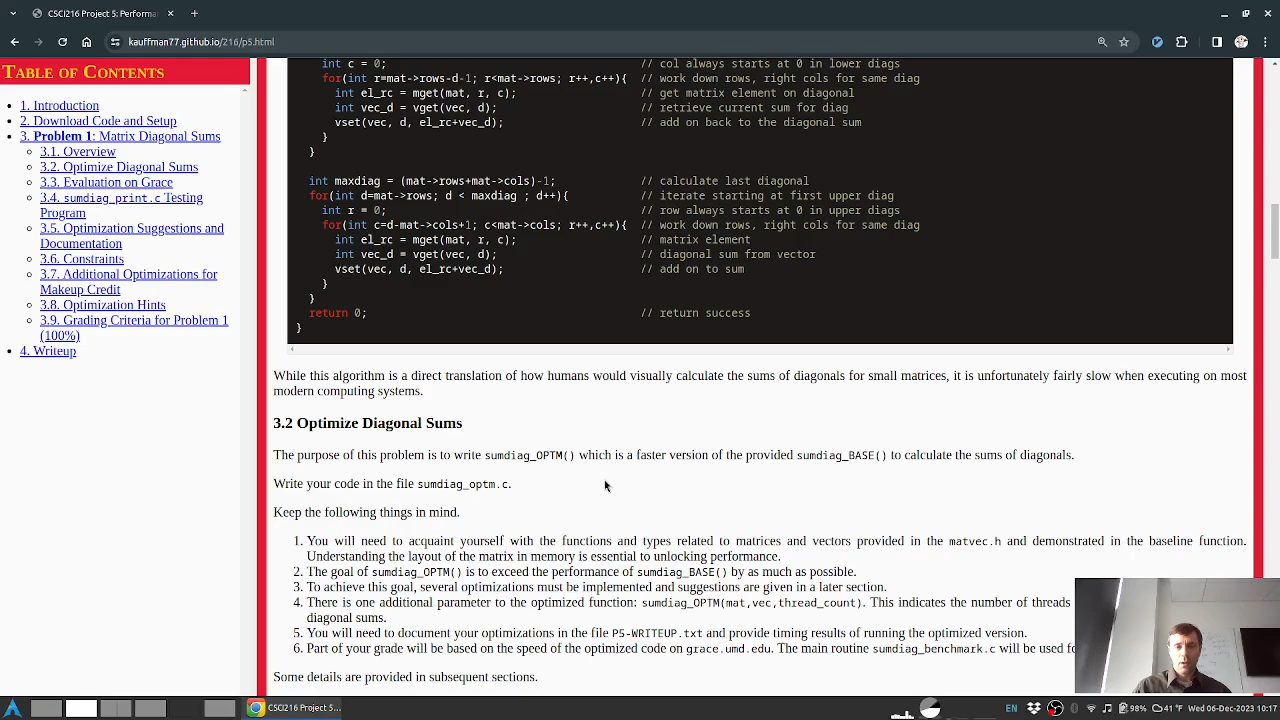 CSCI216 Project 5: Performa
kauffman77.github.io/216/p5.html
TABLE OF CONTENTS
1. Introduction
2. Download Code and Setup
3. Problem 1: Matrix Diagonal Sums
3.1. Overview
3.2. Optimize Diagonal Sums
3.3. Evaluation on Grace
3.4. sumdiag_print.c Testing
Program
3.5. Optimization Suggestions and
Documentation
3.6. Constraints
3.7. Additional Optimizations for
Makeup Credit
3.8. Optimization Hints
3.9. Grading Criteria for Problem 1
(100%)
4. Writeup
int c = 0; // col always starts at 0 in lower diags
for(int r=mat->rows-d-1; r<mat->rows; r++,c++){ // work down rows, right cols for same diag
int el_rc = mget(mat, r, c); // get matrix element on diagonal
int vec_d = vget(vec, d); // retrieve current sum for diag
vset(vec, d, el_rc+vec_d); // add on back to the diagonal sum
}
}
int maxdiag = (mat->rows+mat->cols)-1; // calculate last diagonal
for(int d=mat->rows; d < maxdiag ; d++){ // iterate starting at first upper diag
int r = 0; // row always starts at 0 in upper diags
for(int c=d-mat->cols+1; c<mat->cols; r++,c++){ // work down rows, right cols for same diag
int el_rc = mget(mat, r, c); // matrix element
int vec_d = vget(vec, d); // diagonal sum from vector
vset(vec, d, el_rc+vec_d); // add on to sum
}
}
return 0; // return success
}
While this algorithm is a direct translation of how humans would visually calculate the sums of diagonals for small matrices, it is unfortunately fairly slow when executing on most
modern computing systems.
3.2 Optimize Diagonal Sums
The purpose of this problem is to write sumdiag_OPTM() which is a faster version of the provided sumdiag_BASE() to calculate the sums of diagonals.
Write your code in the file sumdiag_optm.c.
Keep the following things in mind.
1. You will need to acquaint yourself with the functions and types related to matrices and vectors provided in the matvec.h and demonstrated in the baseline function.
Understanding the layout of the matrix in memory is essential to unlocking performance.
2. The goal of sumdiag_OPTM() is to exceed the performance of sumdiag_BASE() by as much as possible.
3. To achieve this goal, several optimizations must be implemented and suggestions are given in a later section.
4. There is one additional parameter to the optimized function: sumdiag_OPTM(mat,vec,thread_count). This indicates the number of threads
diagonal sums.
5. You will need to document your optimizations in the file P5-WRITEUP.txt and provide timing results of running the optimized version.
6. Part of your grade will be based on the speed of the optimized code on grace.umd.edu. The main routine sumdiag_benchmark.c will be used fo
Some details are provided in subsequent sections.
CSCI216 Project 5:
EN 98% 41°F Wed 06-Dec-2023 10:17